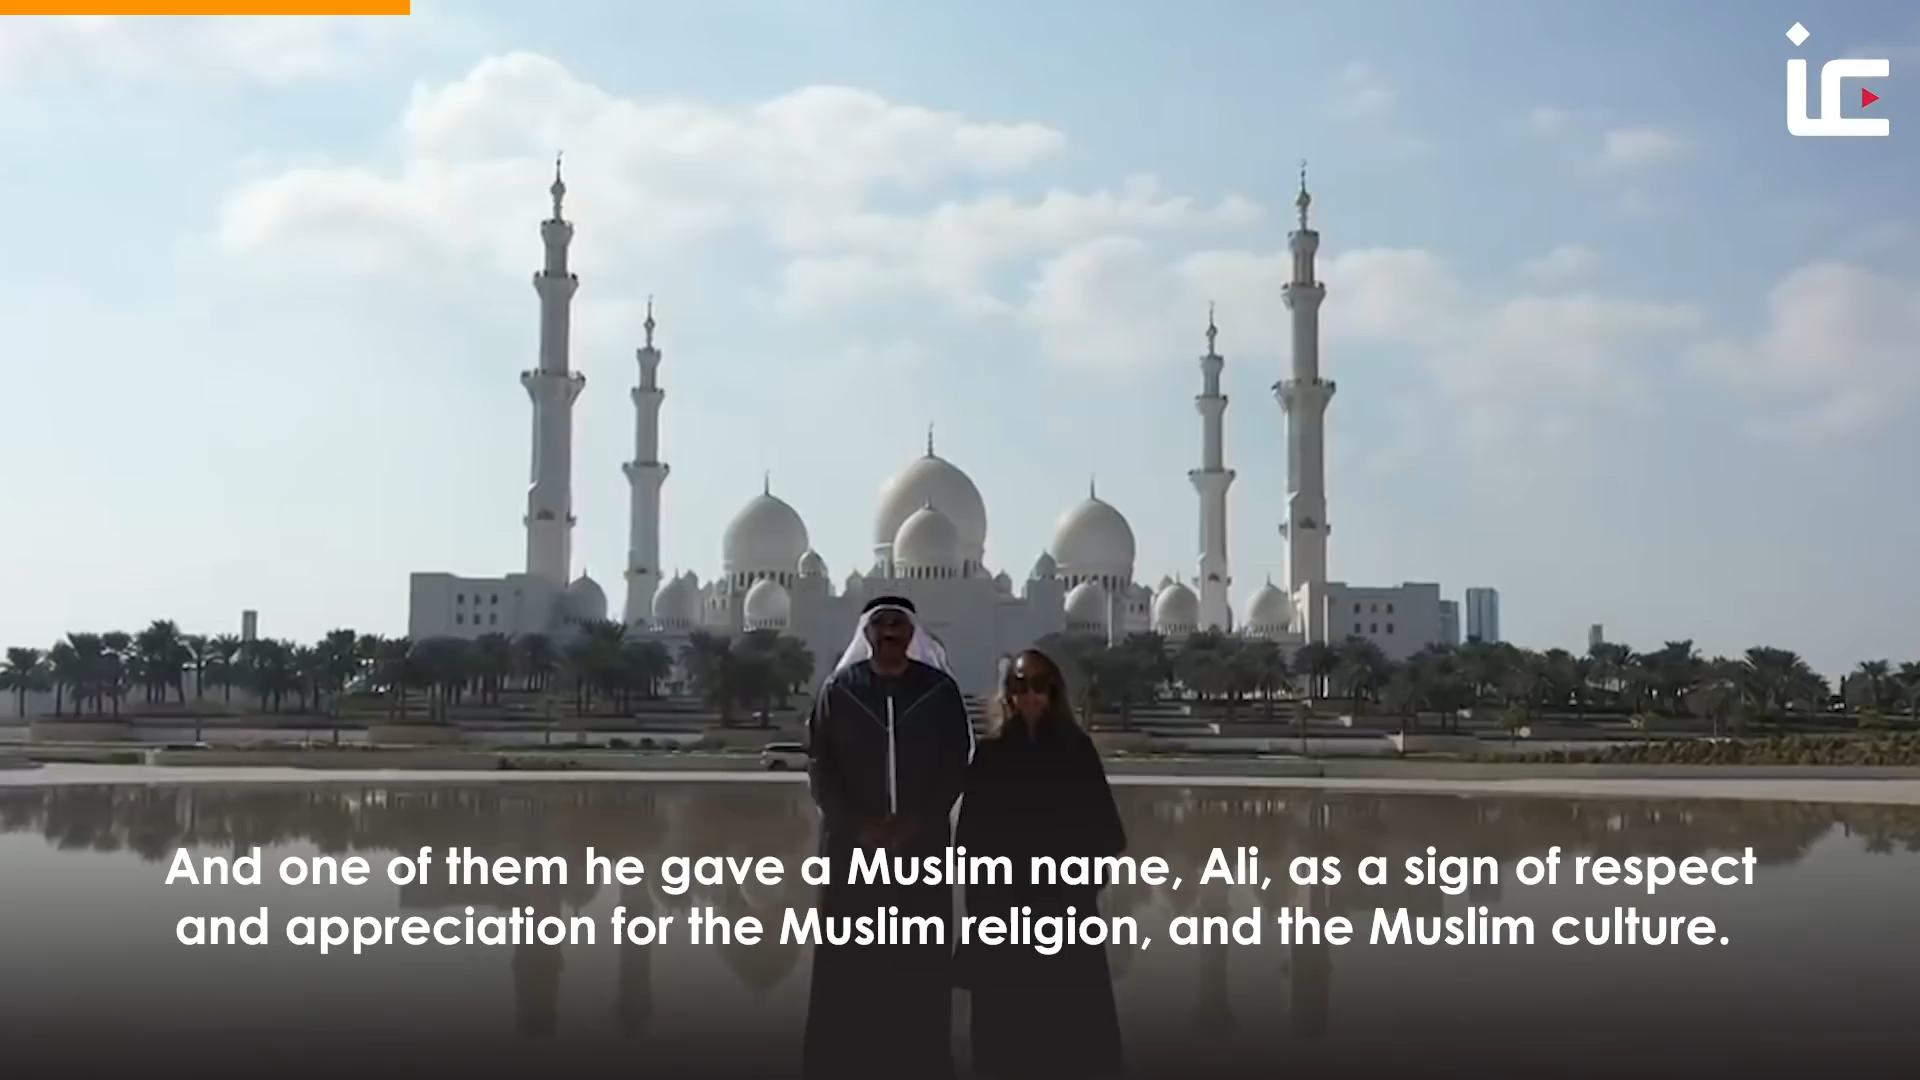 And one of them he gave a Muslim name, Ali, as a sign of respect
and appreciation for the Muslim religion, and the Muslim culture.